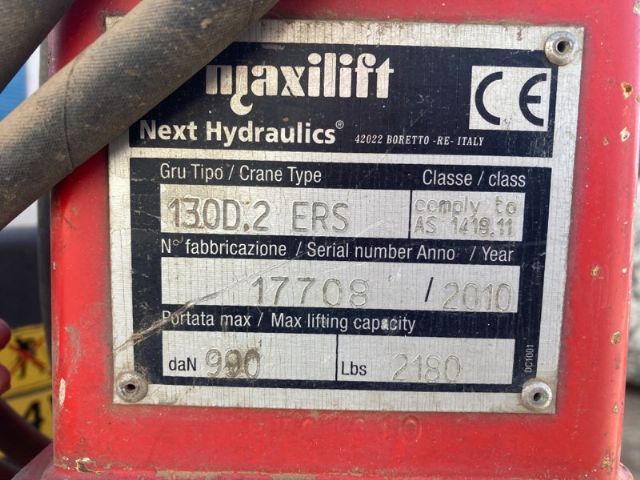 maxilift
CE
Next Hydraulics® 42022 BORETTO -RE- ITALY
Gru Tipo / Crane Type Classe / class
130D.2 ERS comply to
AS 1418.11
N° fabbricazione / Serial number Anno / Year
17708 / 2010
Portata max / Max lifting capacity
daN 990 Lbs 2180
DC1001